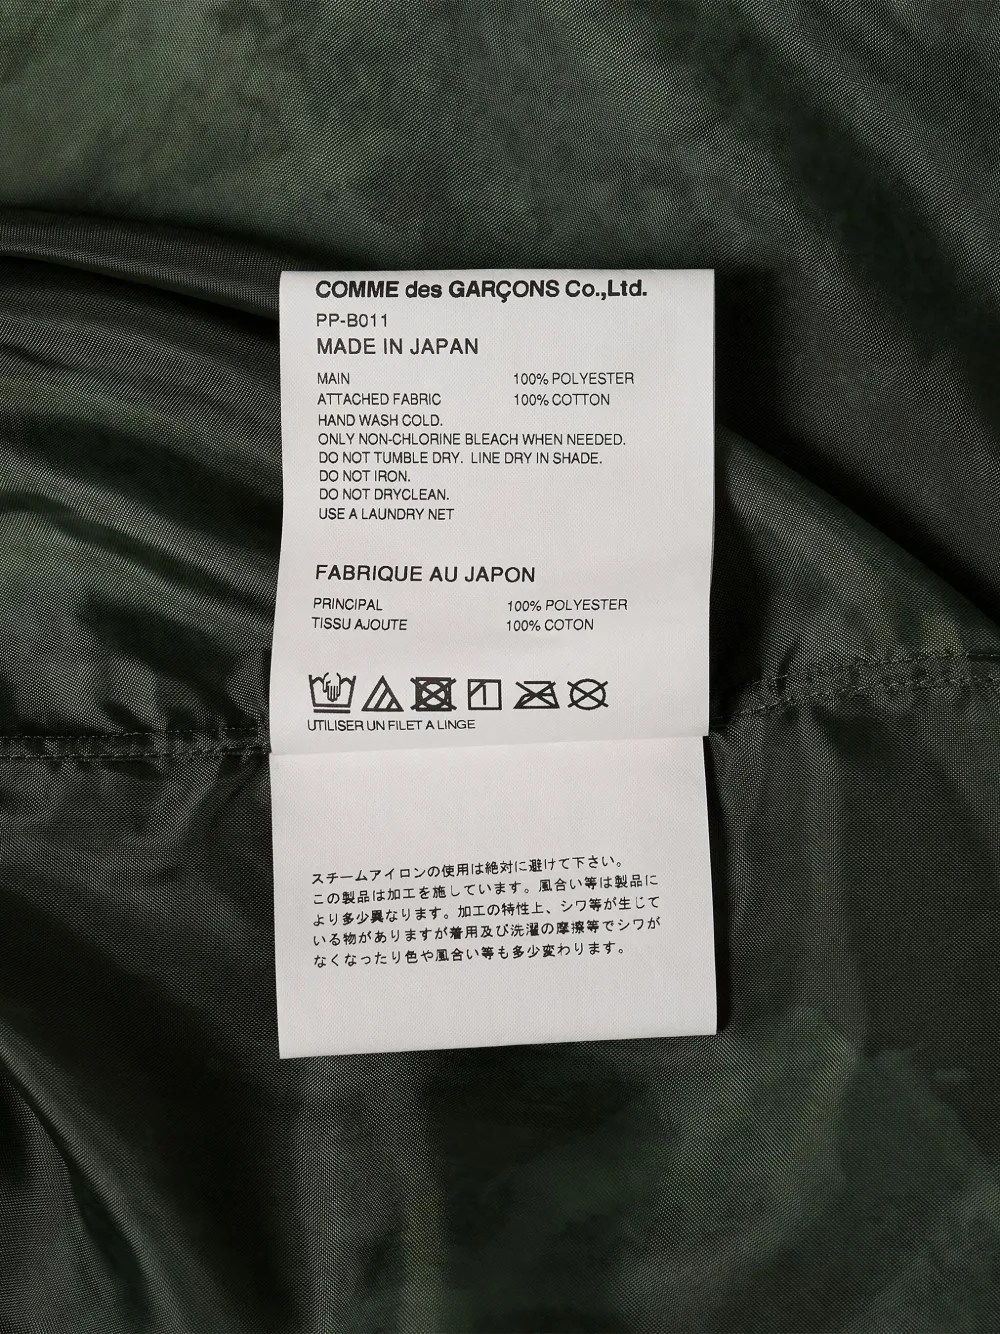 COMME des GARÇONS Co.,Ltd.
PP-B011
MADE IN JAPAN
MAIN 100% POLYESTER
ATTACHED FABRIC 100% COTTON
HAND WASH COLD.
ONLY NON-CHLORINE BLEACH WHEN NEEDED.
DO NOT TUMBLE DRY. LINE DRY IN SHADE.
DO NOT IRON.
DO NOT DRYCLEAN.
USE A LAUNDRY NET
FABRIQUE AU JAPON
PRINCIPAL 100% POLYESTER
TISSU AJOUTE 100% COTON
UTILISER UN FILET A LINGE
スチームアイロンの使用は絶対に避けて下さい。
この製品は加工を施しています。風合い等は製品に
より多少異なります。加工の特性上、シワ等が生じて
いる物がありますが着用及び洗濯の摩擦等でシワが
なくなったり色や風合い等も多少変わります。